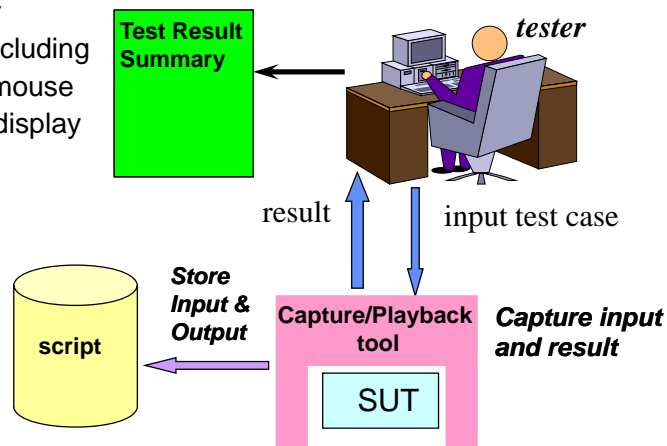 cluding
mouse
display
Test Result
Summary
tester
result
input test case
Store
Input &
Output
script
Capture/Playback
tool
SUT
Capture input
and result